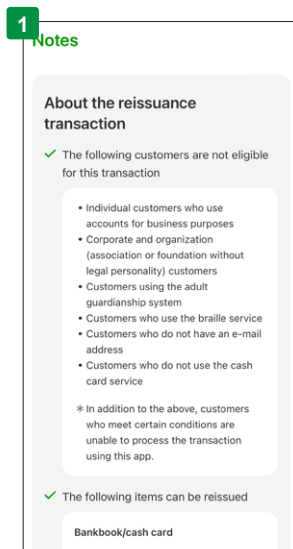 1
Notes
About the reissuance
transaction
The following customers are not eligible
for this transaction
• Individual customers who use
accounts for business purposes
• Corporate and organization
(association or foundation without
legal personality) customers
• Customers using the adult
guardianship system
• Customers who use the braille service
• Customers who do not have an e-mail
address
• Customers who do not use the cash
card service
＊In addition to the above, customers
who meet certain conditions are
unable to process the transaction
using this app.
The following items can be reissued
Bankbook/cash card